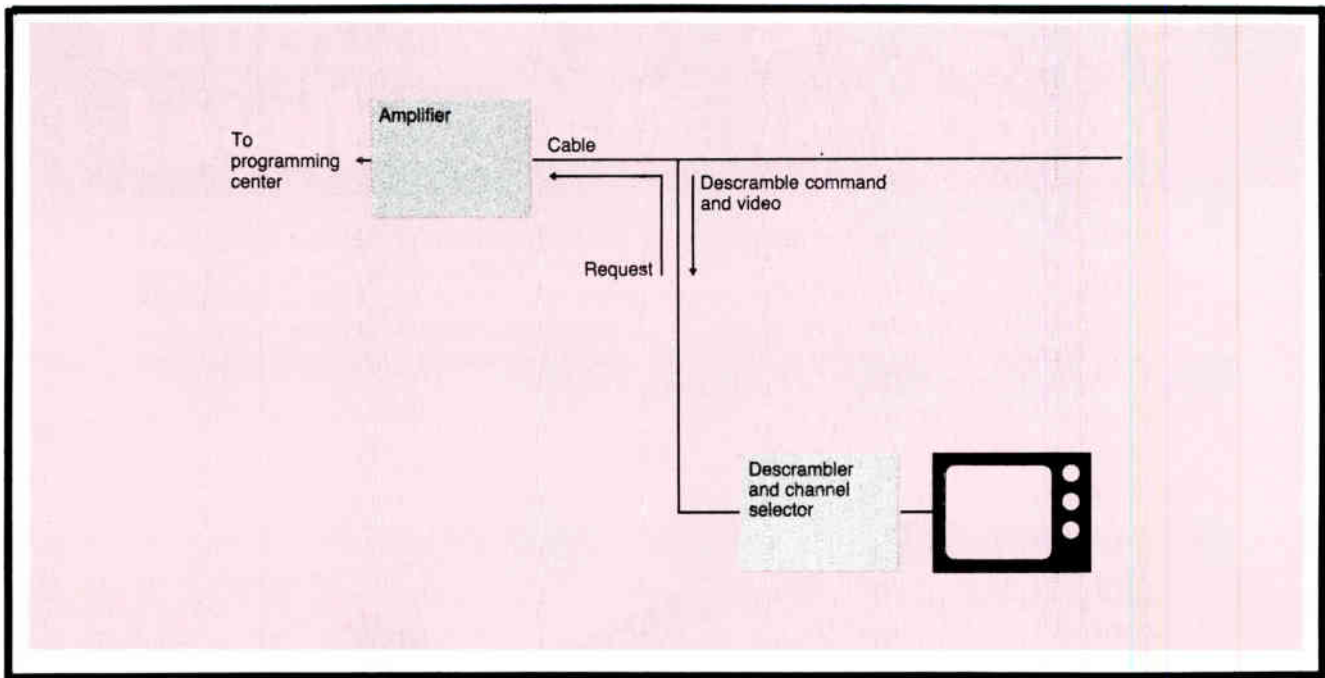 Amplifier
To
programming
center
Cable
Descramble command
and video
Request
Descrambler
and channel
selector